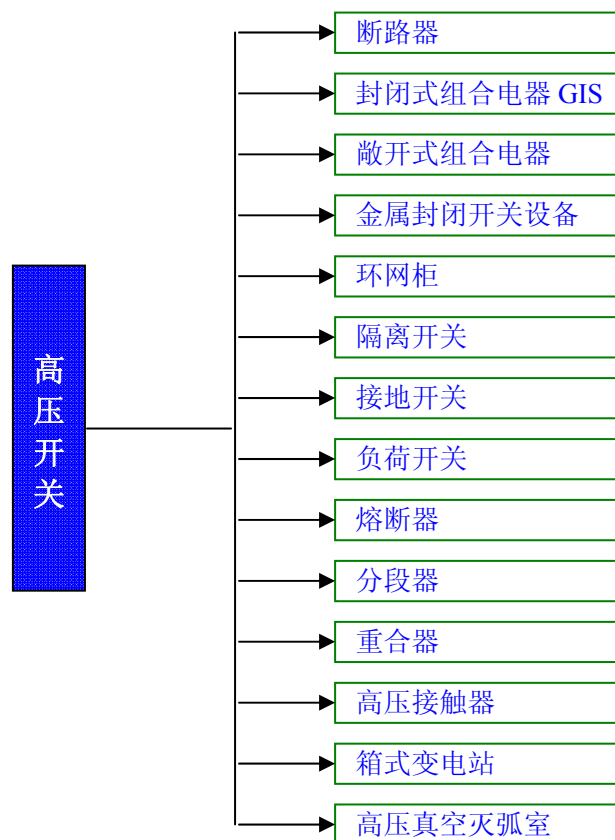 断路器
封闭式组合电器 GIS
敞开式组合电器
金属封闭开关设备
环网柜
隔离开关
高压开关
接地开关
负荷开关
熔断器
分段器
重合器
高压接触器
箱式变电站
高压真空灭弧室